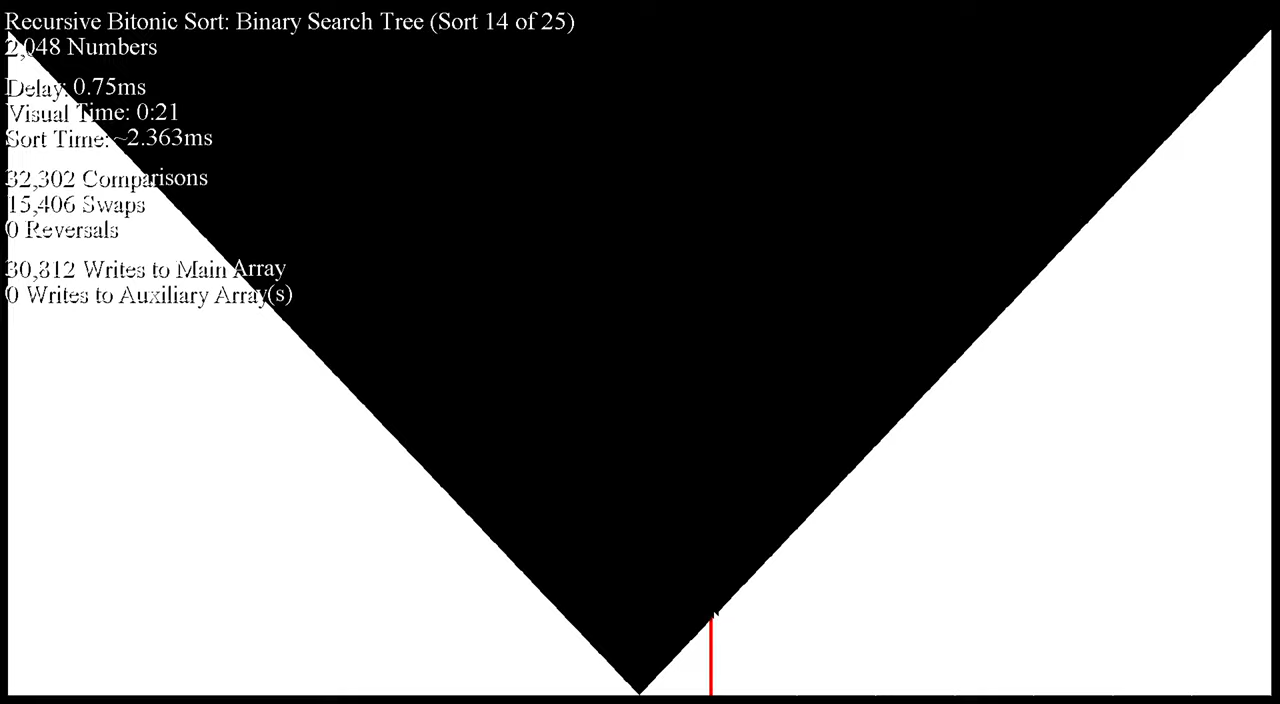 Recursive Bitonic Sort: Binary Search Tree (Sort 14 of 25)
2,048 Numbers
Delay: 0.75ms
Visual Time: 0:21
Sort Time: ~2.363ms
32,302 Comparisons
15,406 Swaps
0 Reversals
30,812 Writes to Main Array
0 Writes to Auxiliary Array(s)